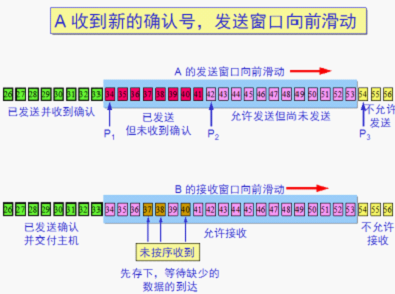 A 收到新的确认号，发送窗口向前滑动
A 的发送窗口向前滑动
26 27 28 29 30 31 32 33 34 35 36 37 38 39 40 41 42 43 44 45 46 47 48 49 50 51 52 53 54 55 56
已发送并收到确认
已发送
但未收到确认
允许发送但尚未发送
不允许
发送
P1
P2
P3
B 的接收窗口向前滑动
26 27 28 29 30 31 32 33 34 35 36 37 38 39 40 41 42 43 44 45 46 47 48 49 50 51 52 53 54 55 56
已发送确认
并交付主机
允许接收
不允许
接收
未按序收到
先存下，等待缺少的
数据的到达